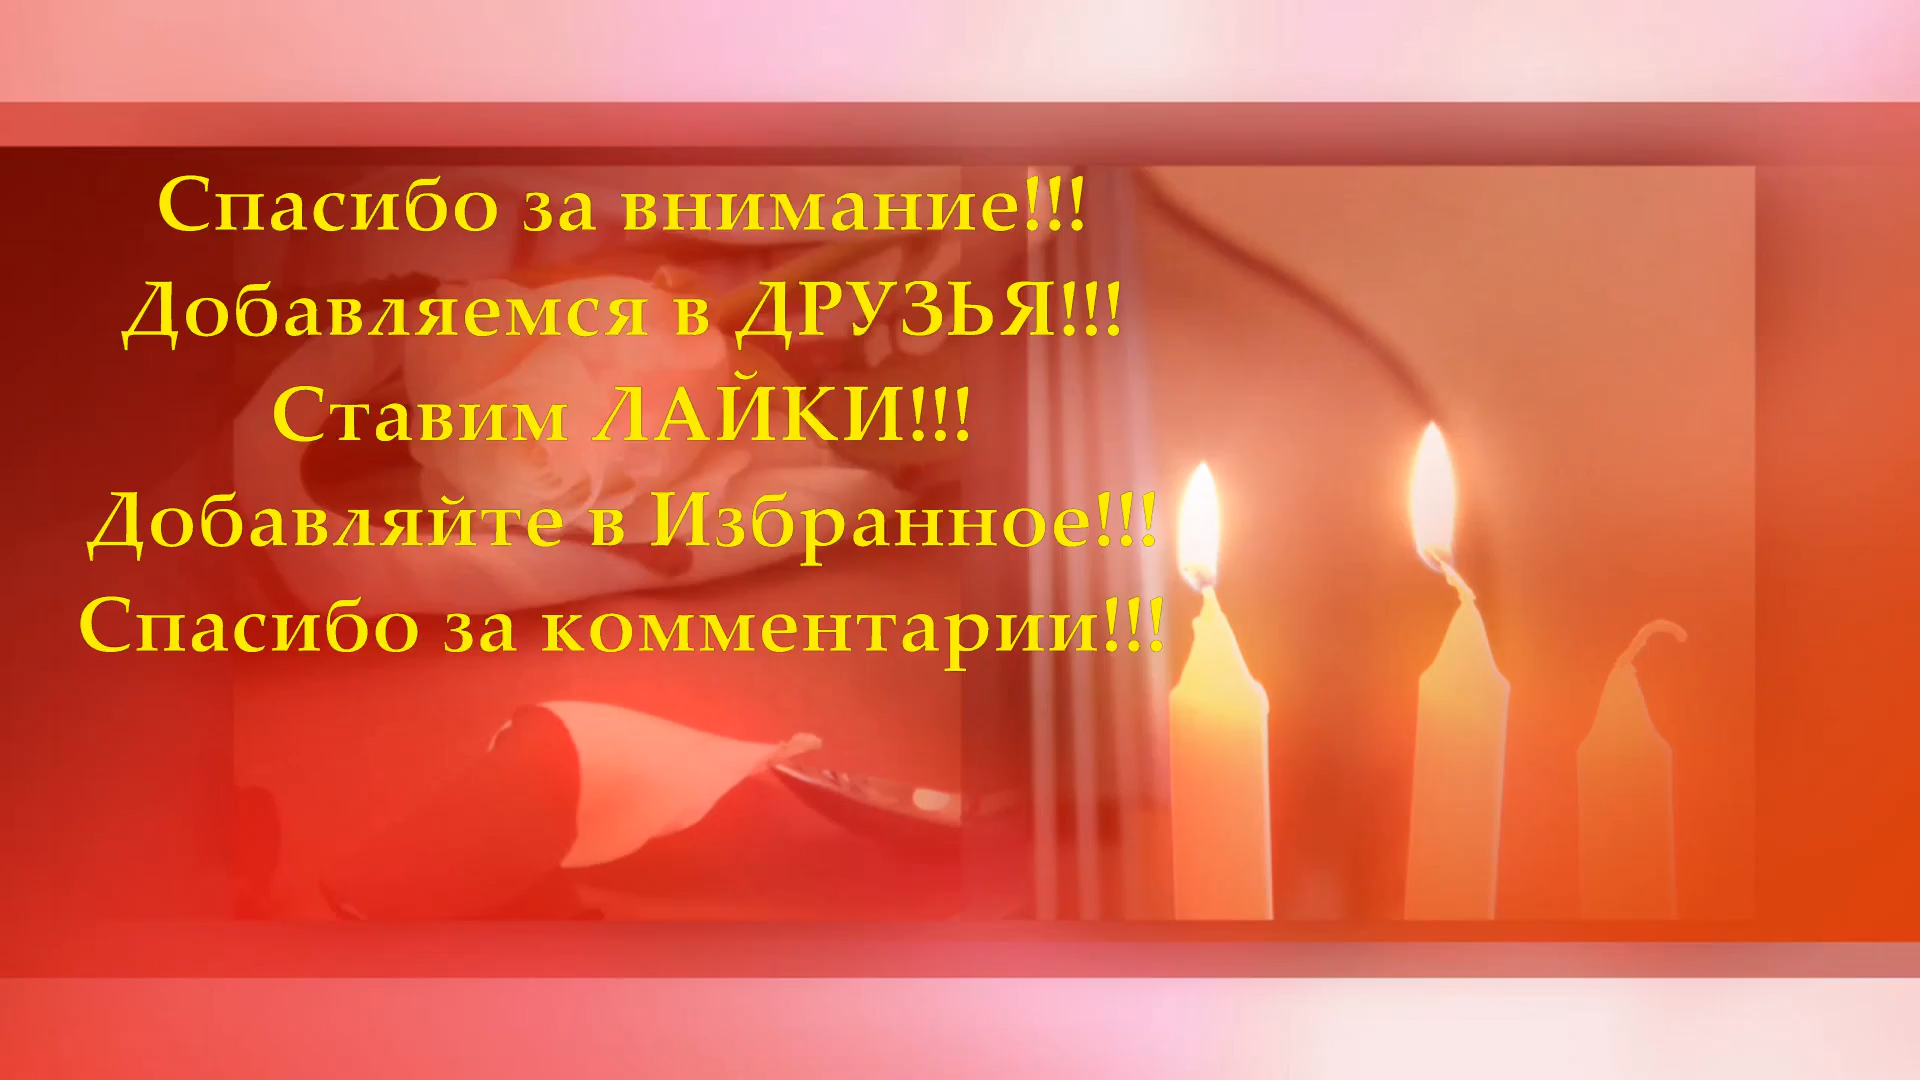 Спасибо за внимание!!!
Добавляемся в ДРУЗЬЯ!!!
Ставим ЛАЙКИ!!!
Добавляйте в Избранное!!!
Спасибо за комментарии!!!